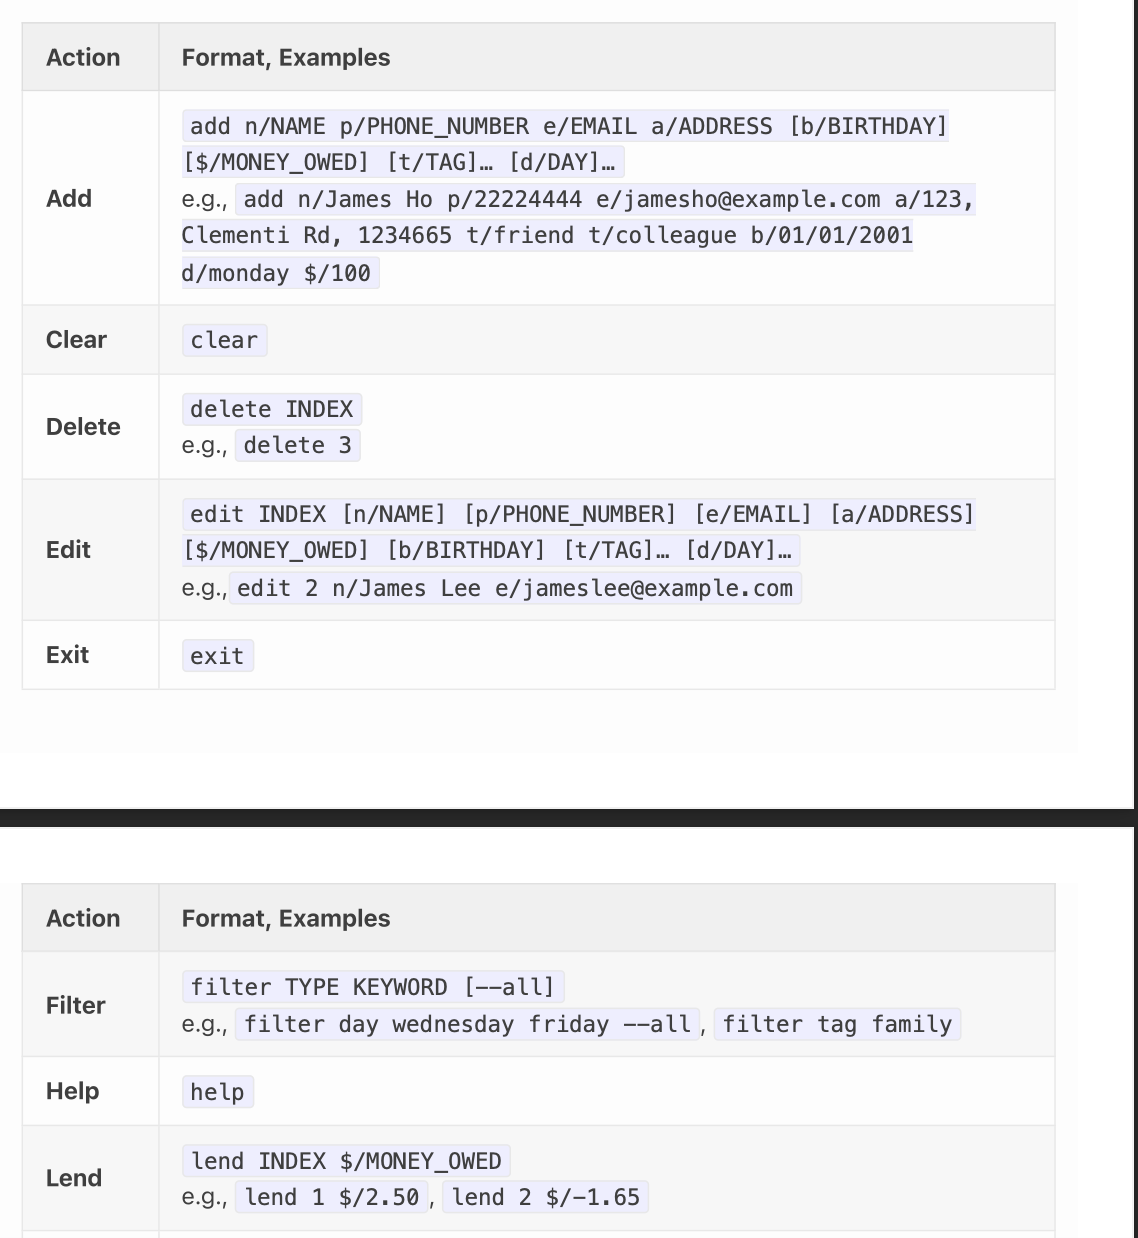 Action Format, Examples
Add
add n/NAME p/PHONE_NUMBER e/EMAIL a/ADDRESS [b/BIRTHDAY]
[$/MONEY_OWED] [t/TAG]… [d/DAY]…
e.g., add n/James Ho p/22224444 e/jamesho@example.com a/123,
Clementi Rd, 1234665 t/friend t/colleague b/01/01/2001
d/monday $/100
Clear clear
Delete
delete INDEX
e.g., delete 3
Edit
edit INDEX [n/NAME] [p/PHONE_NUMBER] [e/EMAIL] [a/ADDRESS]
[$/MONEY_OWED] [b/BIRTHDAY] [t/TAG]… [d/DAY]…
e.g., edit 2 n/James Lee e/jameslee@example.com
Exit exit
Action Format, Examples
Filter
filter TYPE KEYWORD [--all]
e.g., filter day wednesday friday --all, filter tag family
Help help
Lend
lend INDEX $/MONEY_OWED
e.g., lend 1 $/2.50, lend 2 $/-1.65